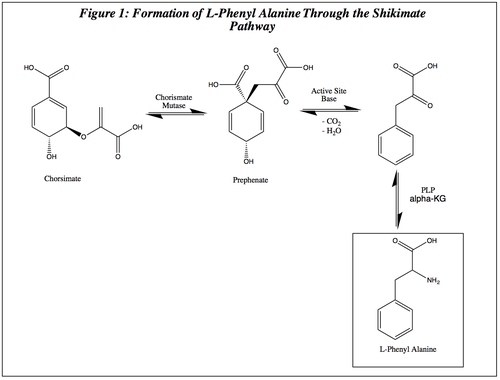 Figure 1: Formation of L-Phenyl Alanine Through the Shikimate
Pathway
HO
O
O
OH
O
OH
Chorsimate
Chorismate
Mutase
HO
O
O
OH
O
OH
Prephenate
Active Site
Base
- CO2
- H2O
O
OH
O
PLP
alpha-KG
O
OH
NH2
L-Phenyl Alanine